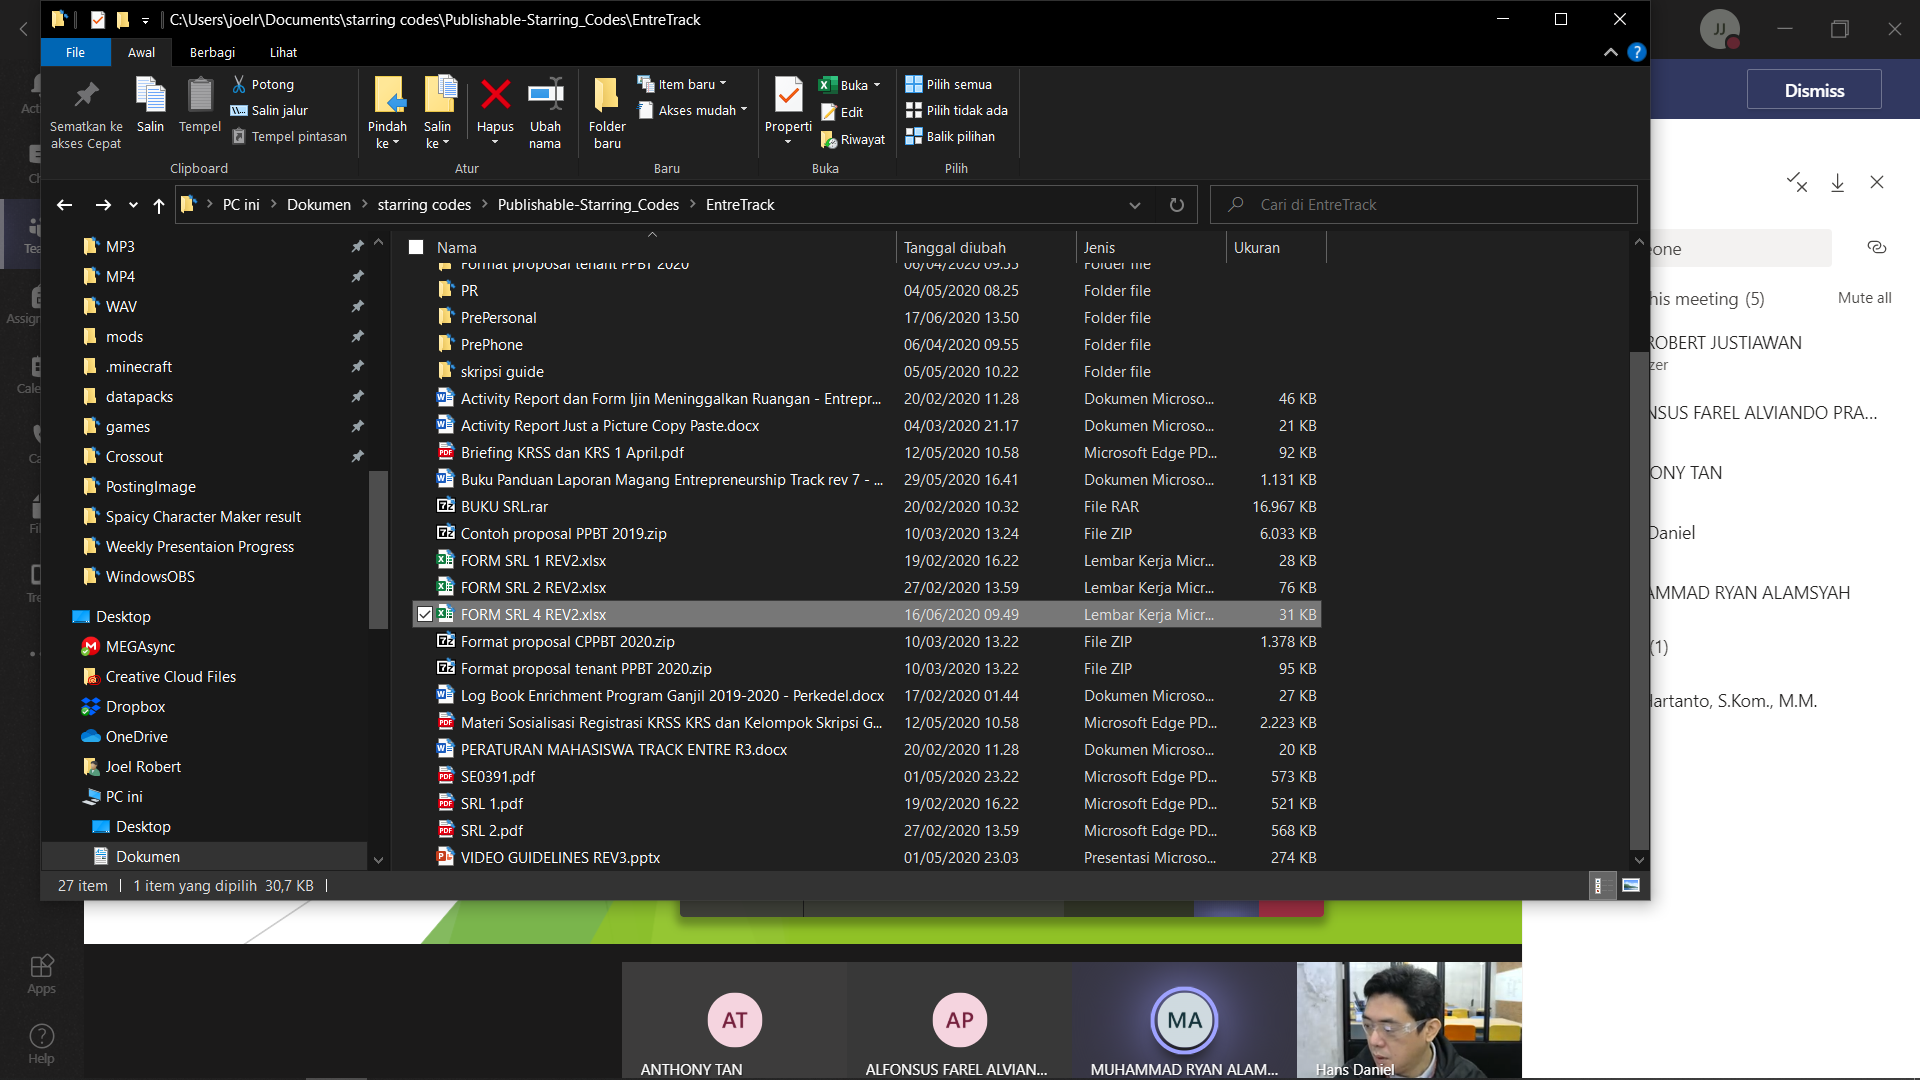 C:\Users\joelr\Documents\starring codes\Publishable-Starring_Codes\EntreTrack
JJ
File Awal Berbagi Lihat
Dismiss
Sematkan ke akses Cepat
Salin
Tempel
Potong
Salin jalur
Tempel pintasan
Clipboard
Pindah ke
Salin ke
Hapus
Ubah nama
Atur
Folder baru
Item baru
Akses mudah
Baru
Properti
Buka
Edit
Riwayat
Buka
Pilih semua
Pilih tidak ada
Balik pilihan
Pilih
PC ini Dokumen starring codes Publishable-Starring_Codes EntreTrack
Cari di EntreTrack
MP3
MP4
WAV
mods
.minecraft
datapacks
games
Crossout
PostingImage
Spaicy Character Maker result
Weekly Presentaion Progress
WindowsOBS
Desktop
MEGAsync
Creative Cloud Files
Dropbox
OneDrive
Joel Robert
PC ini
Desktop
Dokumen
Nama Tanggal diubah Jenis Ukuran
Format proposal tenant PPBT 2020 06/04/2020 09.55 Folder file
PR 04/05/2020 08.25 Folder file
PrePersonal 17/06/2020 13.50 Folder file
PrePhone 06/04/2020 09.55 Folder file
skripsi guide 05/05/2020 10.22 Folder file
Activity Report dan Form Ijin Meninggalkan Ruangan - Entrepr... 20/02/2020 11.28 Dokumen Microso... 46 KB
Activity Report Just a Picture Copy Paste.docx 04/03/2020 21.17 Dokumen Microso... 21 KB
Briefing KRSS dan KRS 1 April.pdf 12/05/2020 10.58 Microsoft Edge PD... 92 KB
Buku Panduan Laporan Magang Entrepreneurship Track rev 7 - ... 29/05/2020 16.41 Dokumen Microso... 1.131 KB
BUKU SRL.rar 20/02/2020 10.32 File RAR 16.967 KB
Contoh proposal PPBT 2019.zip 10/03/2020 13.24 File ZIP 6.033 KB
FORM SRL 1 REV2.xlsx 19/02/2020 16.22 Lembar Kerja Micr... 28 KB
FORM SRL 2 REV2.xlsx 27/02/2020 13.59 Lembar Kerja Micr... 76 KB
FORM SRL 4 REV2.xlsx 16/06/2020 09.49 Lembar Kerja Micr... 31 KB
Format proposal CPPBT 2020.zip 10/03/2020 13.22 File ZIP 1.378 KB
Format proposal tenant PPBT 2020.zip 10/03/2020 13.22 File ZIP 95 KB
Log Book Enrichment Program Ganjil 2019-2020 - Perkedel.docx 17/02/2020 01.44 Dokumen Microso... 27 KB
Materi Sosialisasi Registrasi KRSS KRS dan Kelompok Skripsi G... 12/05/2020 10.58 Microsoft Edge PD... 2.223 KB
PERATURAN MAHASISWA TRACK ENTRE R3.docx 20/02/2020 11.28 Dokumen Microso... 20 KB
SE0391.pdf 01/05/2020 23.22 Microsoft Edge PD... 573 KB
SRL 1.pdf 19/02/2020 16.22 Microsoft Edge PD... 521 KB
SRL 2.pdf 27/02/2020 13.59 Microsoft Edge PD... 568 KB
VIDEO GUIDELINES REV3.pptx 01/05/2020 23.03 Presentasi Microso... 274 KB
27 item 1 item yang dipilih 30,7 KB
eone
his meeting (5) Mute all
ROBERT JUSTIAWAN
zer
NSUS FAREL ALVIANDO PRA...
ONY TAN
Daniel
AMMAD RYAN ALAMSYAH
(1)
Hartanto, S.Kom., M.M.
Apps
Help
AT
ANTHONY TAN
AP
ALFONSUS FAREL ALVIAN...
MA
MUHAMMAD RYAN ALAM...
Hans Daniel